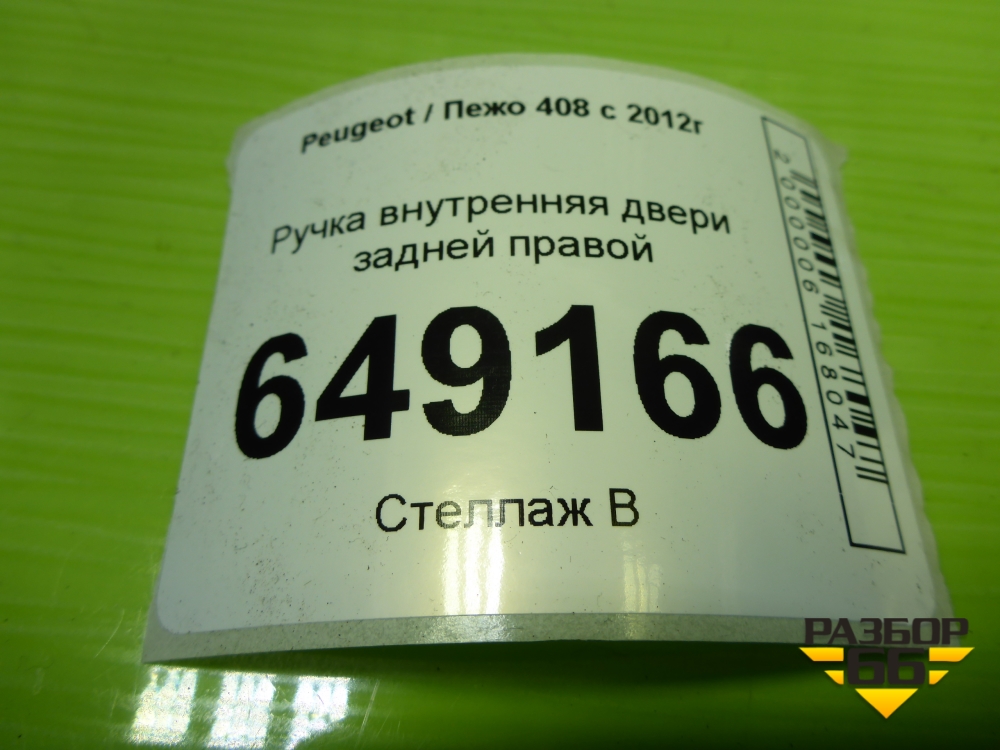 Peugeot / Пежо 408 с 2012г
Ручка внутренняя двери
задней правой
649166
Стеллаж В
2000006168047
РАЗБОР
66